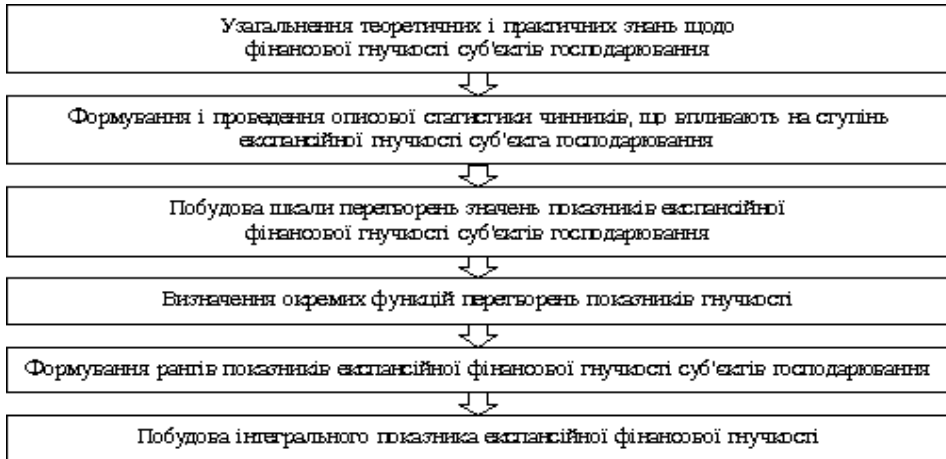 Узагальнення теоретичних і практичних знань щодо
фінансової гнучкості суб'єктів господарювання
Формування і проведення описової статистики чинників, що впливають на ступінь
експансійної гнучкості суб'єкта господарювання
Побудова шкали перетворень значень показників експансійної
фінансової гнучкості суб'єктів господарювання
Визначення окремих функцій перетворень показників гнучкості
Формування рангів показників експансійної фінансової гнучкості суб'єктів господарювання
Побудова інтегрального показника експансійної фінансової гнучкості